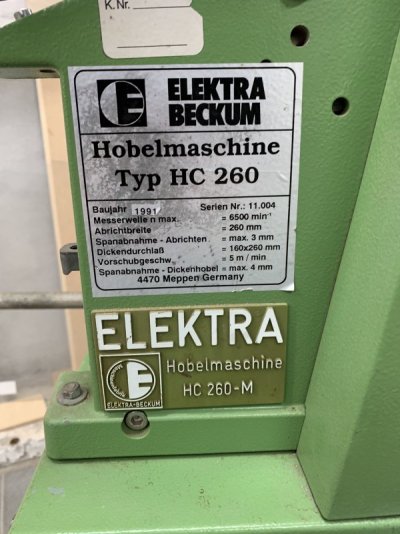 K.Nr.
ELEKTRA
BECKUM
Hobelmaschine
Typ HC 260
Baujahr 1991 Serien Nr.: 11.004
Messerwelle n max. = 6500 min⁻¹
Abrichtbreite = 260 mm
Spanabnahme - Abrichten = max. 3 mm
Dickendurchlaß = 160x260 mm
Vorschubgeschw = 5 m / min
Spanabnahme - Dickenhobel = max. 4 mm
4470 Meppen Germany
ELEKTRA
Hobelmaschine
HC 260-M
ELEKTRA-BECKUM